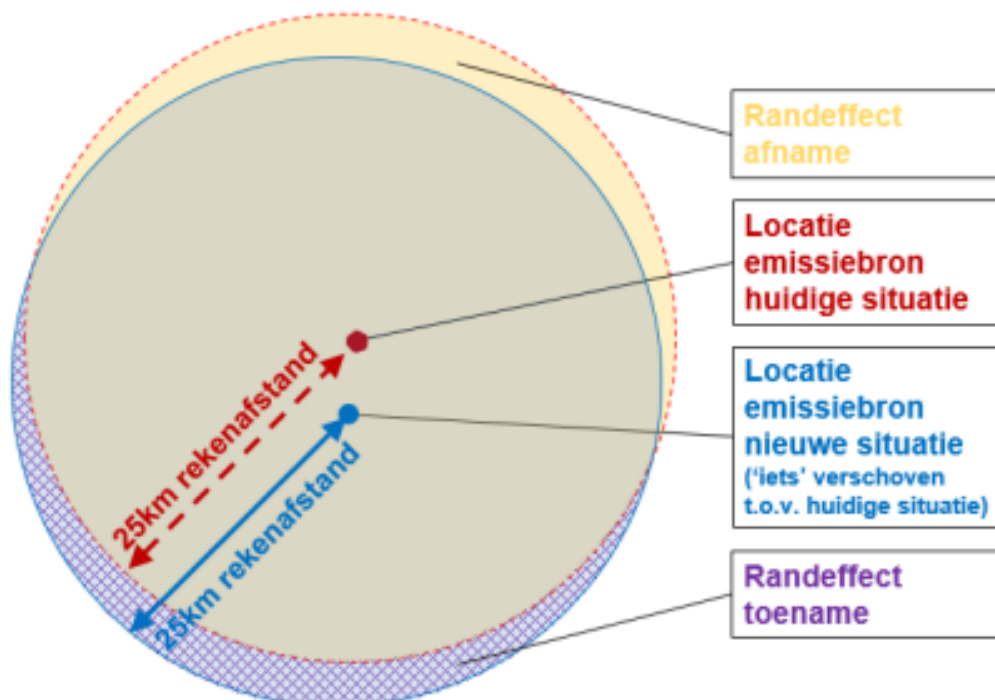 Randeffect
afname
Locatie
emissiebron
huidige situatie
25km rekenafstand
25km rekenafstand
Locatie
emissiebron
nieuwe situatie
(‘iets’ verschoven
t.o.v. huidige situatie)
Randeffect
toename